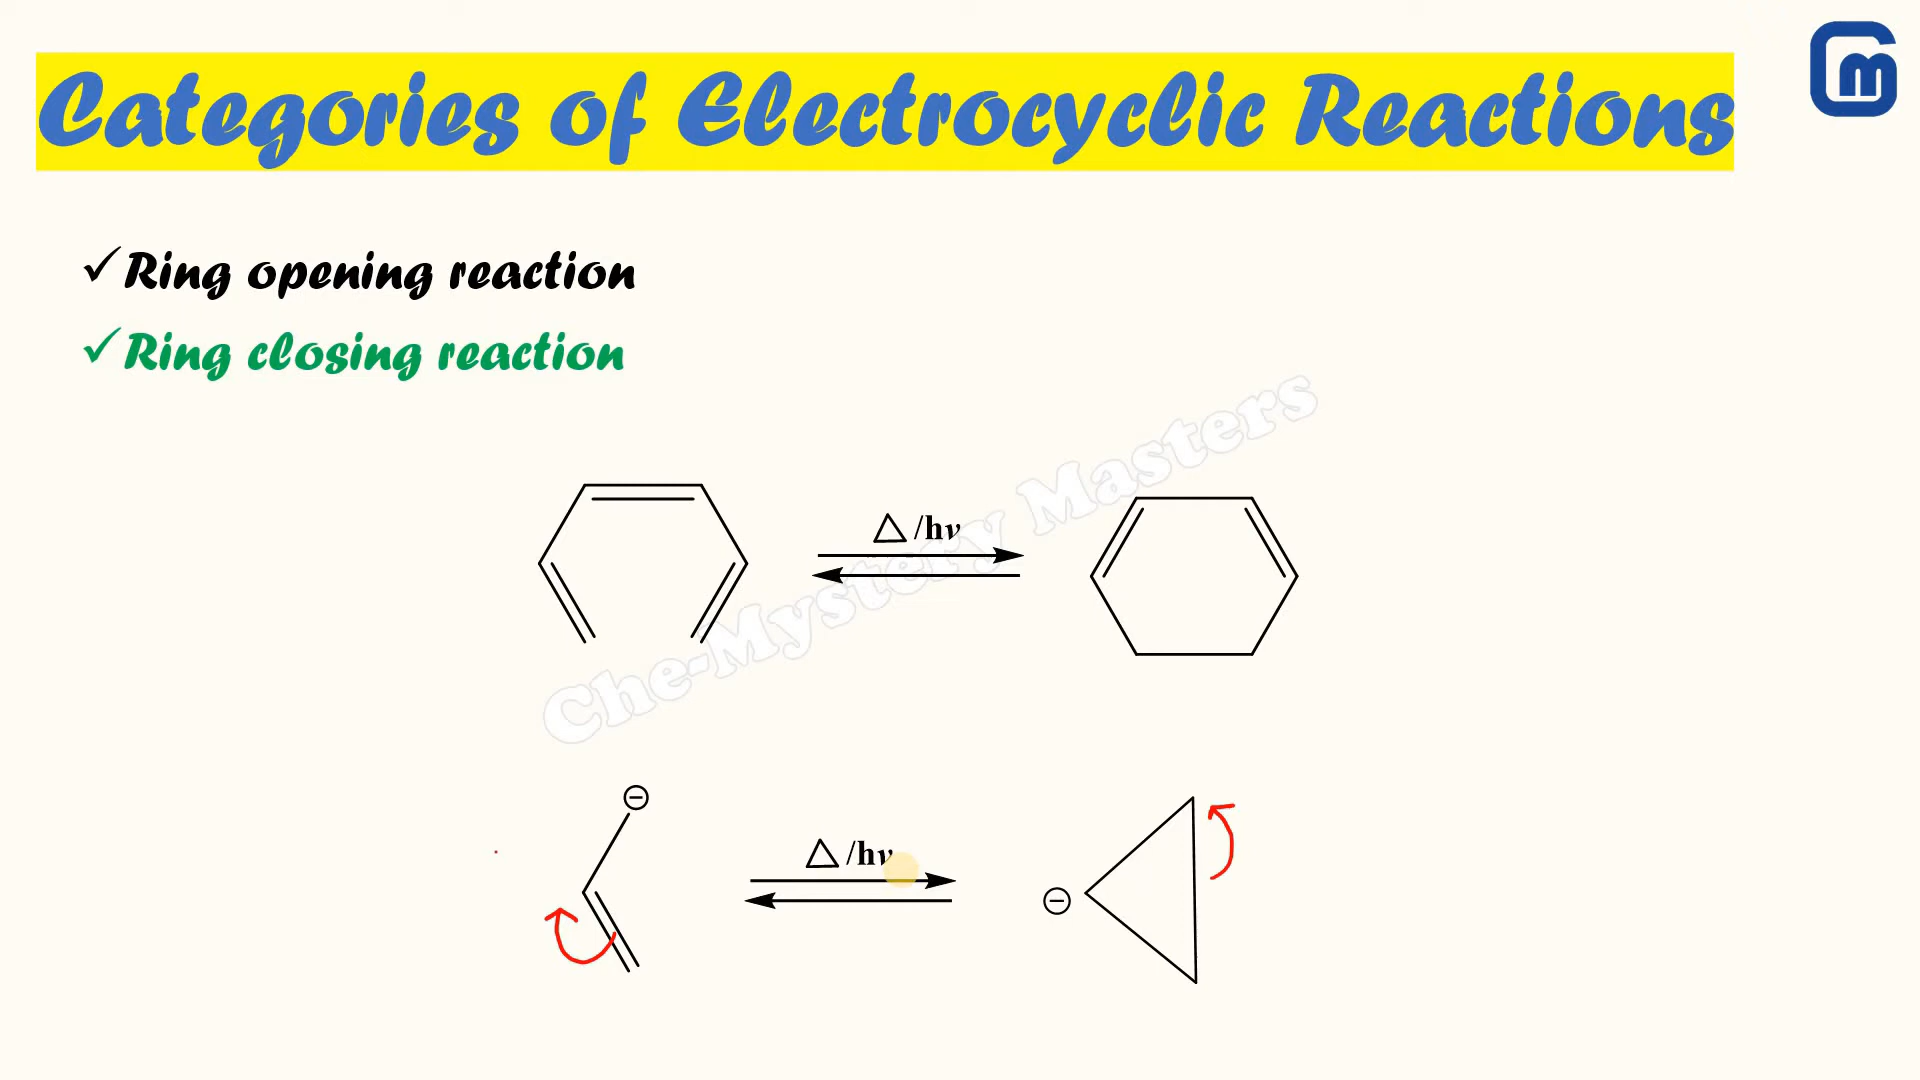 Categories of Electrocyclic Reactions
✓Ring opening reaction
✓Ring closing reaction
△/hν
Che-Mystery Masters
⊖
△/hν
⊖